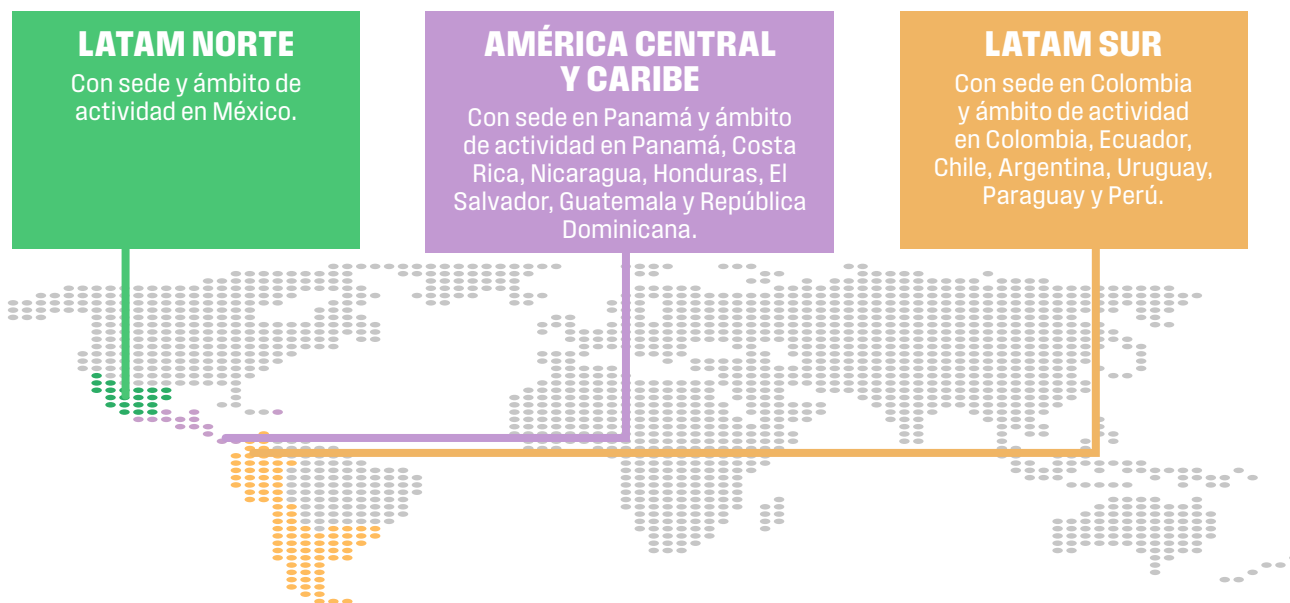 LATAM NORTE
Con sede y ámbito de
actividad en México.
AMÉRICA CENTRAL
Y CARIBE
Con sede en Panamá y ámbito
de actividad en Panamá, Costa
Rica, Nicaragua, Honduras, El
Salvador, Guatemala y República
Dominicana.
LATAM SUR
Con sede en Colombia
y ámbito de actividad
en Colombia, Ecuador,
Chile, Argentina, Uruguay,
Paraguay y Perú.